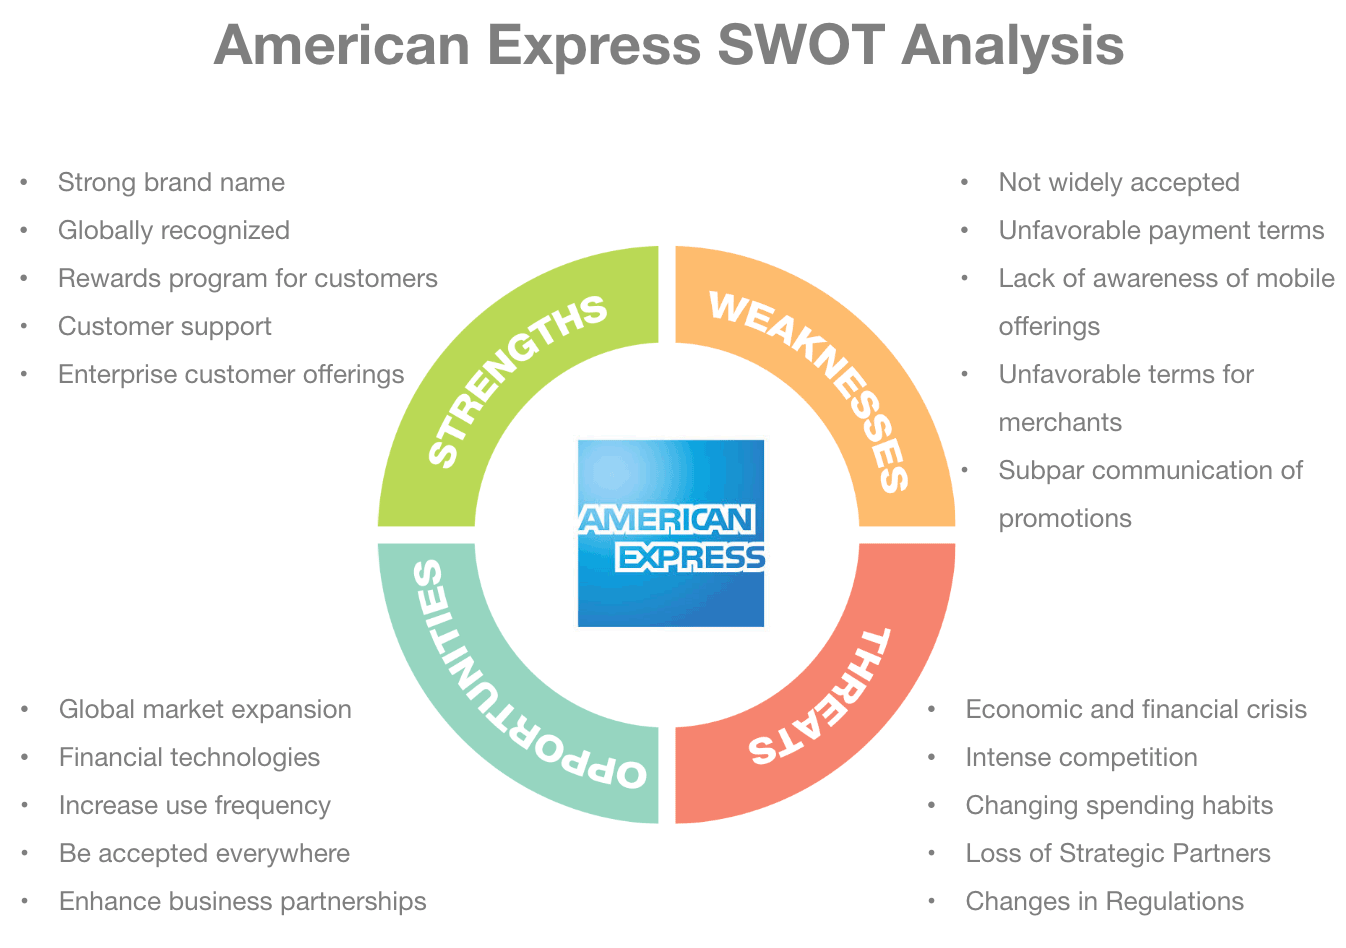 American Express SWOT Analysis
• Strong brand name
• Globally recognized
• Rewards program for customers
• Customer support
• Enterprise customer offerings
• Not widely accepted
• Unfavorable payment terms
• Lack of awareness of mobile
offerings
• Unfavorable terms for
merchants
• Subpar communication of
promotions
STRENGTHS
WEAKNESSES
AMERICAN
EXPRESS
OPPORTUNITIES
THREATS
• Global market expansion
• Financial technologies
• Increase use frequency
• Be accepted everywhere
• Enhance business partnerships
• Economic and financial crisis
• Intense competition
• Changing spending habits
• Loss of Strategic Partners
• Changes in Regulations